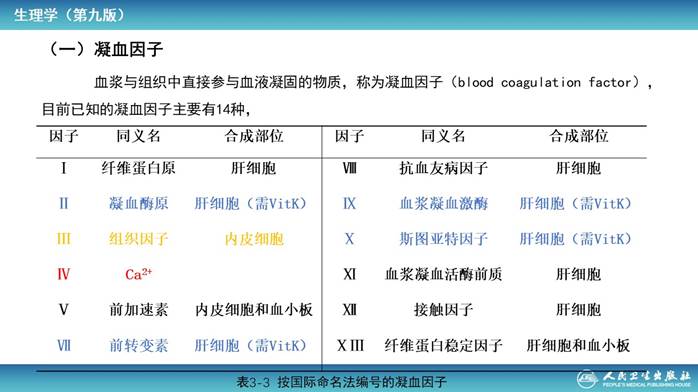 生理学（第九版）
（一）凝血因子
血浆与组织中直接参与血液凝固的物质，称为凝血因子（blood coagulation factor），
目前已知的凝血因子主要有14种，
因子 同义名 合成部位 因子 同义名 合成部位
Ⅰ 纤维蛋白原 肝细胞 Ⅷ 抗血友病因子 肝细胞
Ⅱ 凝血酶原 肝细胞（需VitK） Ⅸ 血浆凝血激酶 肝细胞（需VitK）
Ⅲ 组织因子 内皮细胞 Ⅹ 斯图亚特因子 肝细胞（需VitK）
Ⅳ Ca²⁺ Ⅺ 血浆凝血活酶前质 肝细胞
Ⅴ 前加速素 内皮细胞和血小板 Ⅻ 接触因子 肝细胞
Ⅶ 前转变素 肝细胞（需VitK） ⅩⅢ 纤维蛋白稳定因子 肝细胞和血小板
表3-3 按国际命名法编号的凝血因子
人民卫生出版社